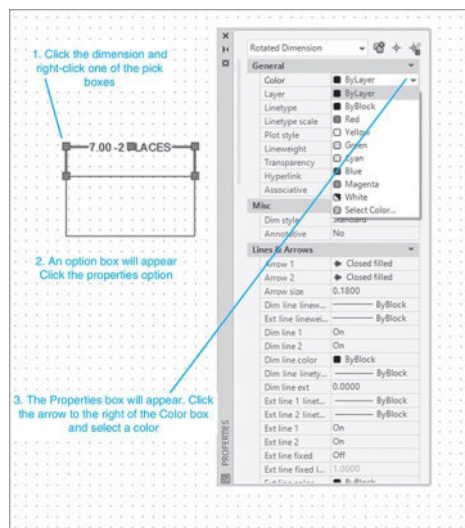 1. Click the dimension and
right-click one of the pick
boxes
7.00 -2 PLACES
2. An option box will appear
Click the properties option
3. The Properties box will appear. Click
the arrow to the right of the Color box
and select a color
PROPERTIES
Rotated Dimension
General
Color ByLayer
Layer ByLayer
Linetype ByBlock
Linetype scale Red
Plot style Yellow
Lineweight Green
Transparency Cyan
Hyperlink Blue
Associative Magenta
White
Misc Select Color...
Dim style Standard
Annotative No
Lines & Arrows
Arrow 1 Closed filled
Arrow 2 Closed filled
Arrow size 0.1800
Dim line linew... ByBlock
Ext line linewei... ByBlock
Dim line 1 On
Dim line 2 On
Dim line color ByBlock
Dim line linety... ByBlock
Dim line ext 0.0000
Ext line 1 linet... ByBlock
Ext line 2 linet... ByBlock
Ext line 1 On
Ext line 2 On
Ext line fixed Off
Ext line fixed l... 1.0000
Ext line color ByBlock